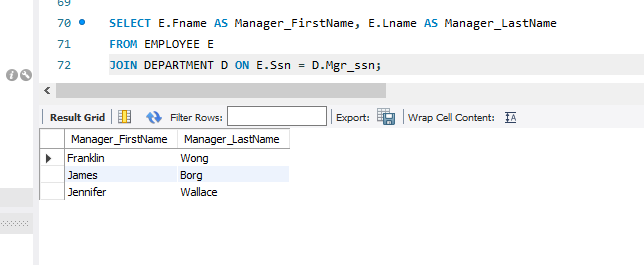 69
70 SELECT E.Fname AS Manager_FirstName, E.Lname AS Manager_LastName
71 FROM EMPLOYEE E
72 JOIN DEPARTMENT D ON E.Ssn = D.Mgr_ssn;
Result Grid Filter Rows: Export: Wrap Cell Content:
Manager_FirstName Manager_LastName
Franklin Wong
James Borg
Jennifer Wallace